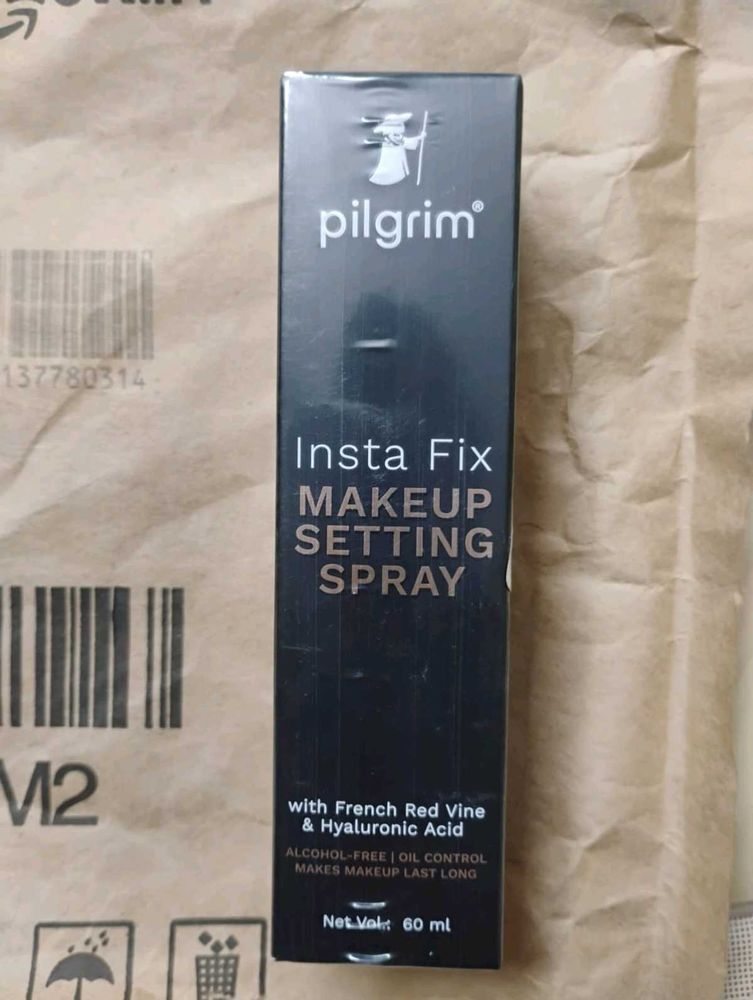 137780314
M2
pilgrim®
Insta Fix
MAKEUP
SETTING
SPRAY
with French Red Vine
& Hyaluronic Acid
ALCOHOL-FREE | OIL CONTROL
MAKES MAKEUP LAST LONG
Net Vol.: 60 ml